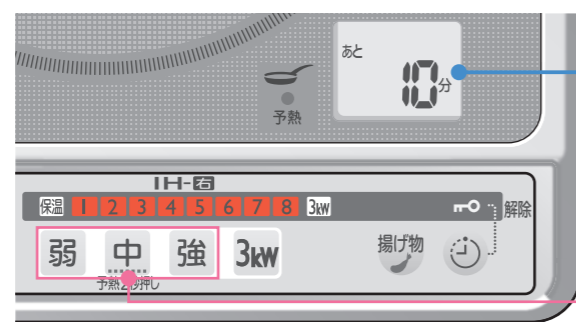 あと
10分
予熱
IH-右
保温 1 2 3 4 5 6 7 8 3kW
解除
弱 中 強 3kW 揚げ物
予熱2秒押し